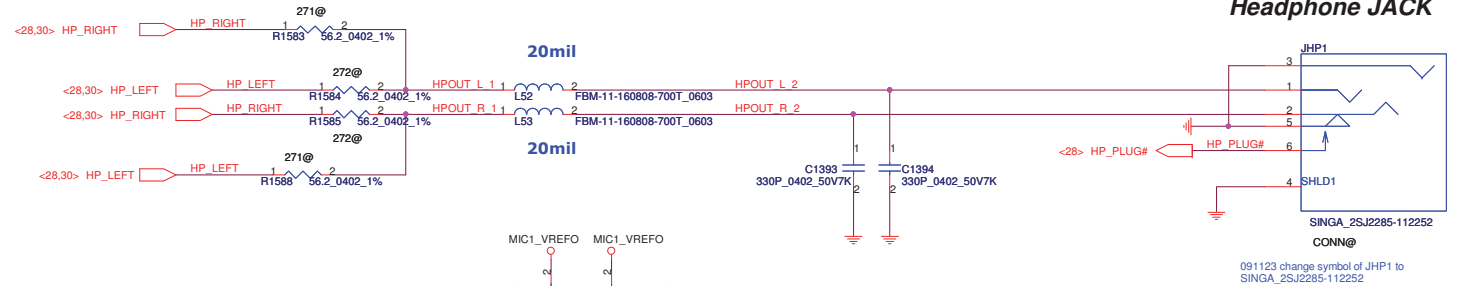 Headphone JACK
271@
<28,30> HP_RIGHT HP_RIGHT 1 2
R1583 56.2_0402_1%
20mil
JHP1
3
272@
<28,30> HP_LEFT HP_LEFT 1 2 HPOUT_L_1 1 2 HPOUT_L_2 1
R1584 56.2_0402_1% L52 FBM-11-160808-700T_0603
<28,30> HP_RIGHT HP_RIGHT 1 2 HPOUT_R_1 1 2 HPOUT_R_2 2
R1585 56.2_0402_1% L53 FBM-11-160808-700T_0603 5
272@
20mil
<28> HP_PLUG# HP_PLUG# 6
271@
<28,30> HP_LEFT HP_LEFT 1 2
R1588 56.2_0402_1%
1 1
C1393 C1394
330P_0402_50V7K 330P_0402_50V7K
2 2
4 SHLD1
SINGA_2SJ2285-112252
CONN@
MIC1_VREFO MIC1_VREFO
2 2
091123 change symbol of JHP1 to
SINGA_2SJ2285-112252